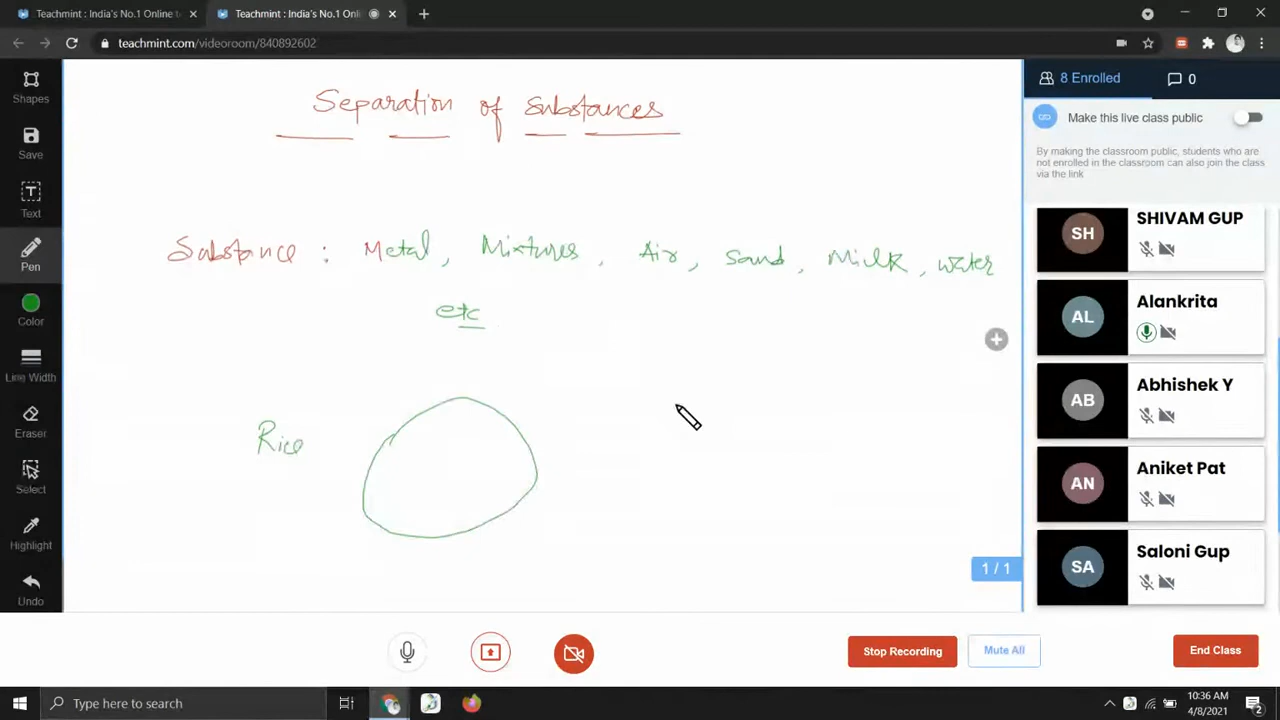 Teachmint: India's No.1 Online t
Teachmint: India's No.1 Onli
teachmint.com/videoroom/840892602
Shapes
Save
Text
Pen
Color
Line Width
Eraser
Select
Highlight
Undo
Separation of Substances
Substance : Metal, Mixtures, Air, Sand, Milk, water
etc
Rice
1 / 1
8 Enrolled
0
Make this live class public
By making the classroom public, students who are
not enrolled in the classroom can also join the class
via the link
SH
SHIVAM GUP
AL
Alankrita
AB
Abhishek Y
AN
Aniket Pat
SA
Saloni Gup
Stop Recording
Mute All
End Class
Type here to search
10:36 AM
4/8/2021
2